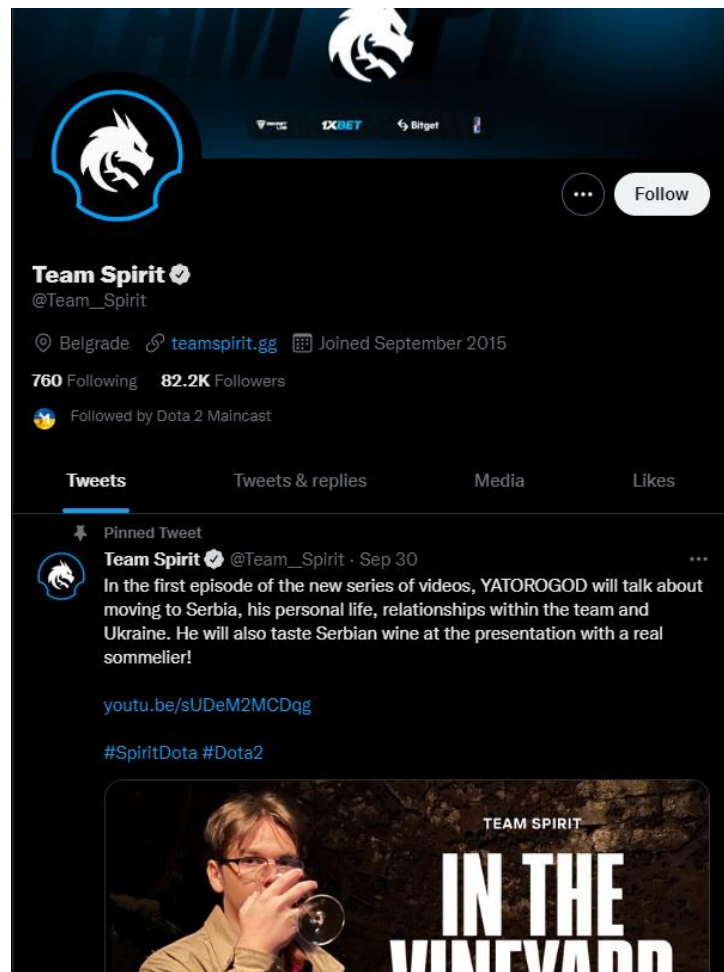 1XBET Bitget
Follow
Team Spirit
@Team__Spirit
Belgrade teamspirit.gg Joined September 2015
760 Following 82.2K Followers
Followed by Dota 2 Maincast
Tweets Tweets & replies Media Likes
Pinned Tweet
Team Spirit @Team__Spirit · Sep 30
In the first episode of the new series of videos, YATOROGOD will talk about
moving to Serbia, his personal life, relationships within the team and
Ukraine. He will also taste Serbian wine at the presentation with a real
sommelier!
youtu.be/sUDeM2MCDqg
#SpiritDota #Dota2
TEAM SPIRIT
IN THE
VINEYARD